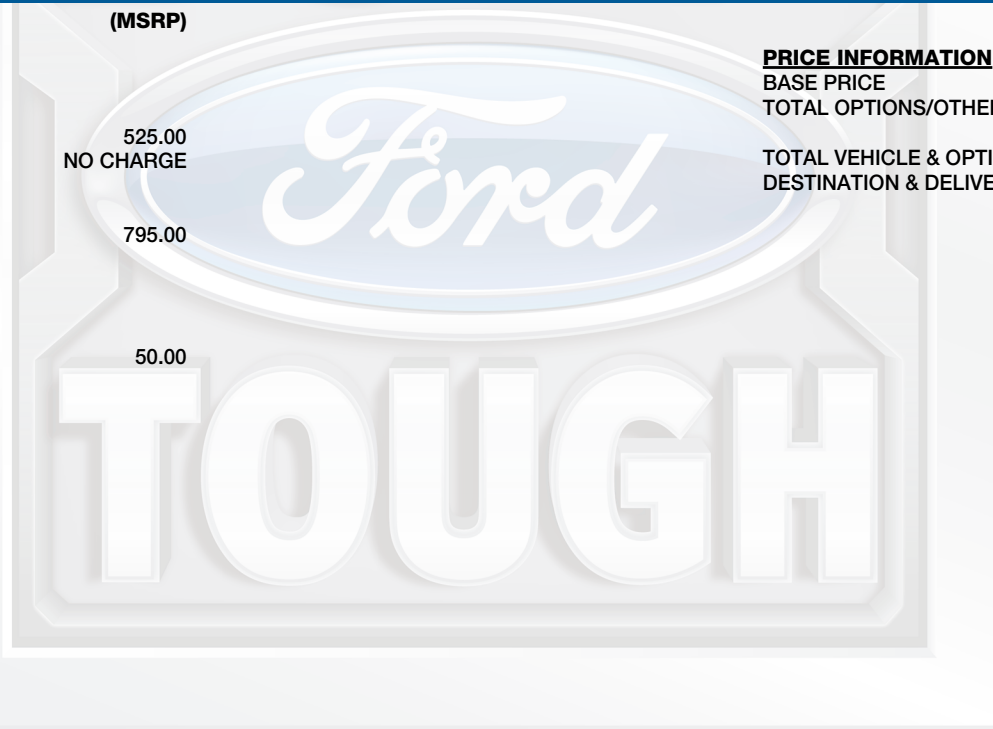 (MSRP)
525.00
NO CHARGE
795.00
50.00
PRICE INFORMATION
BASE PRICE
TOTAL OPTIONS/OTHER
TOTAL VEHICLE & OPTI
DESTINATION & DELIVE
Ford
TOUGH